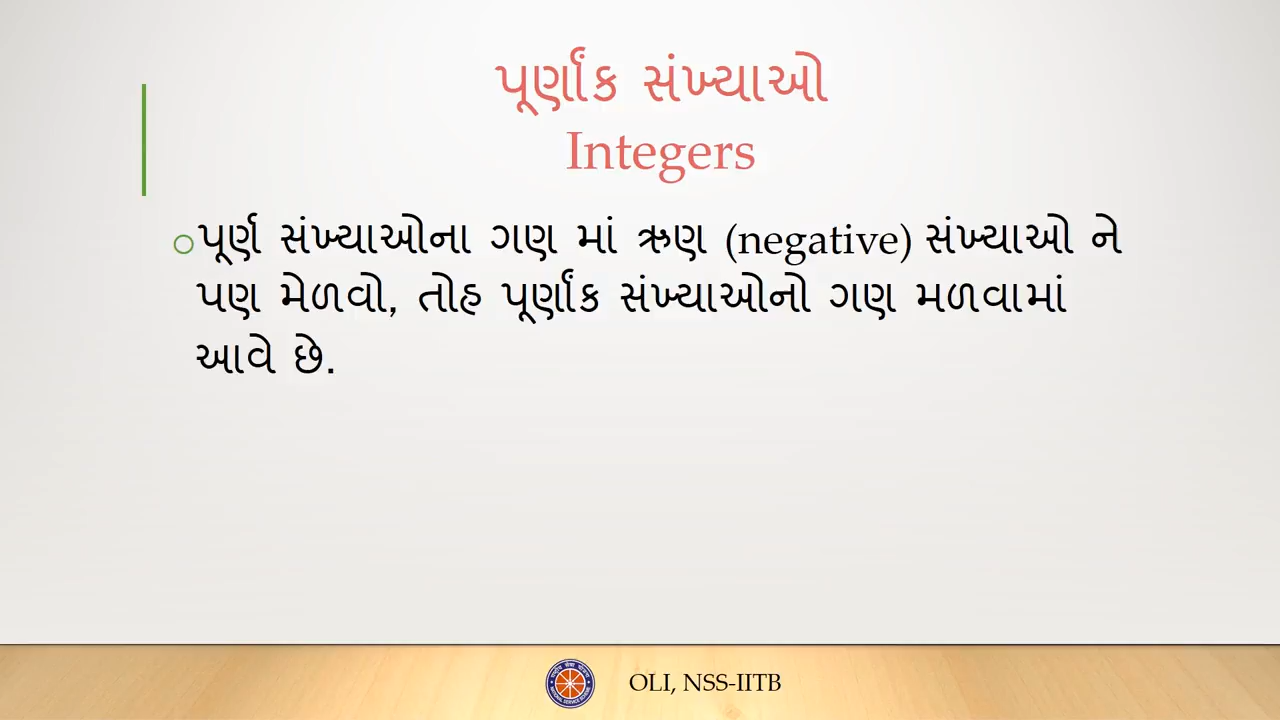 પૂર્ણાંક સંખ્યાઓ
Integers
પૂર્ણ સંખ્યાઓના ગણ માં ઋણ (negative) સંખ્યાઓ ને
પણ મેળવો, તોહ પૂર્ણાંક સંખ્યાઓનો ગણ મળવામાં
આવે છે.
OLI, NSS-IITB